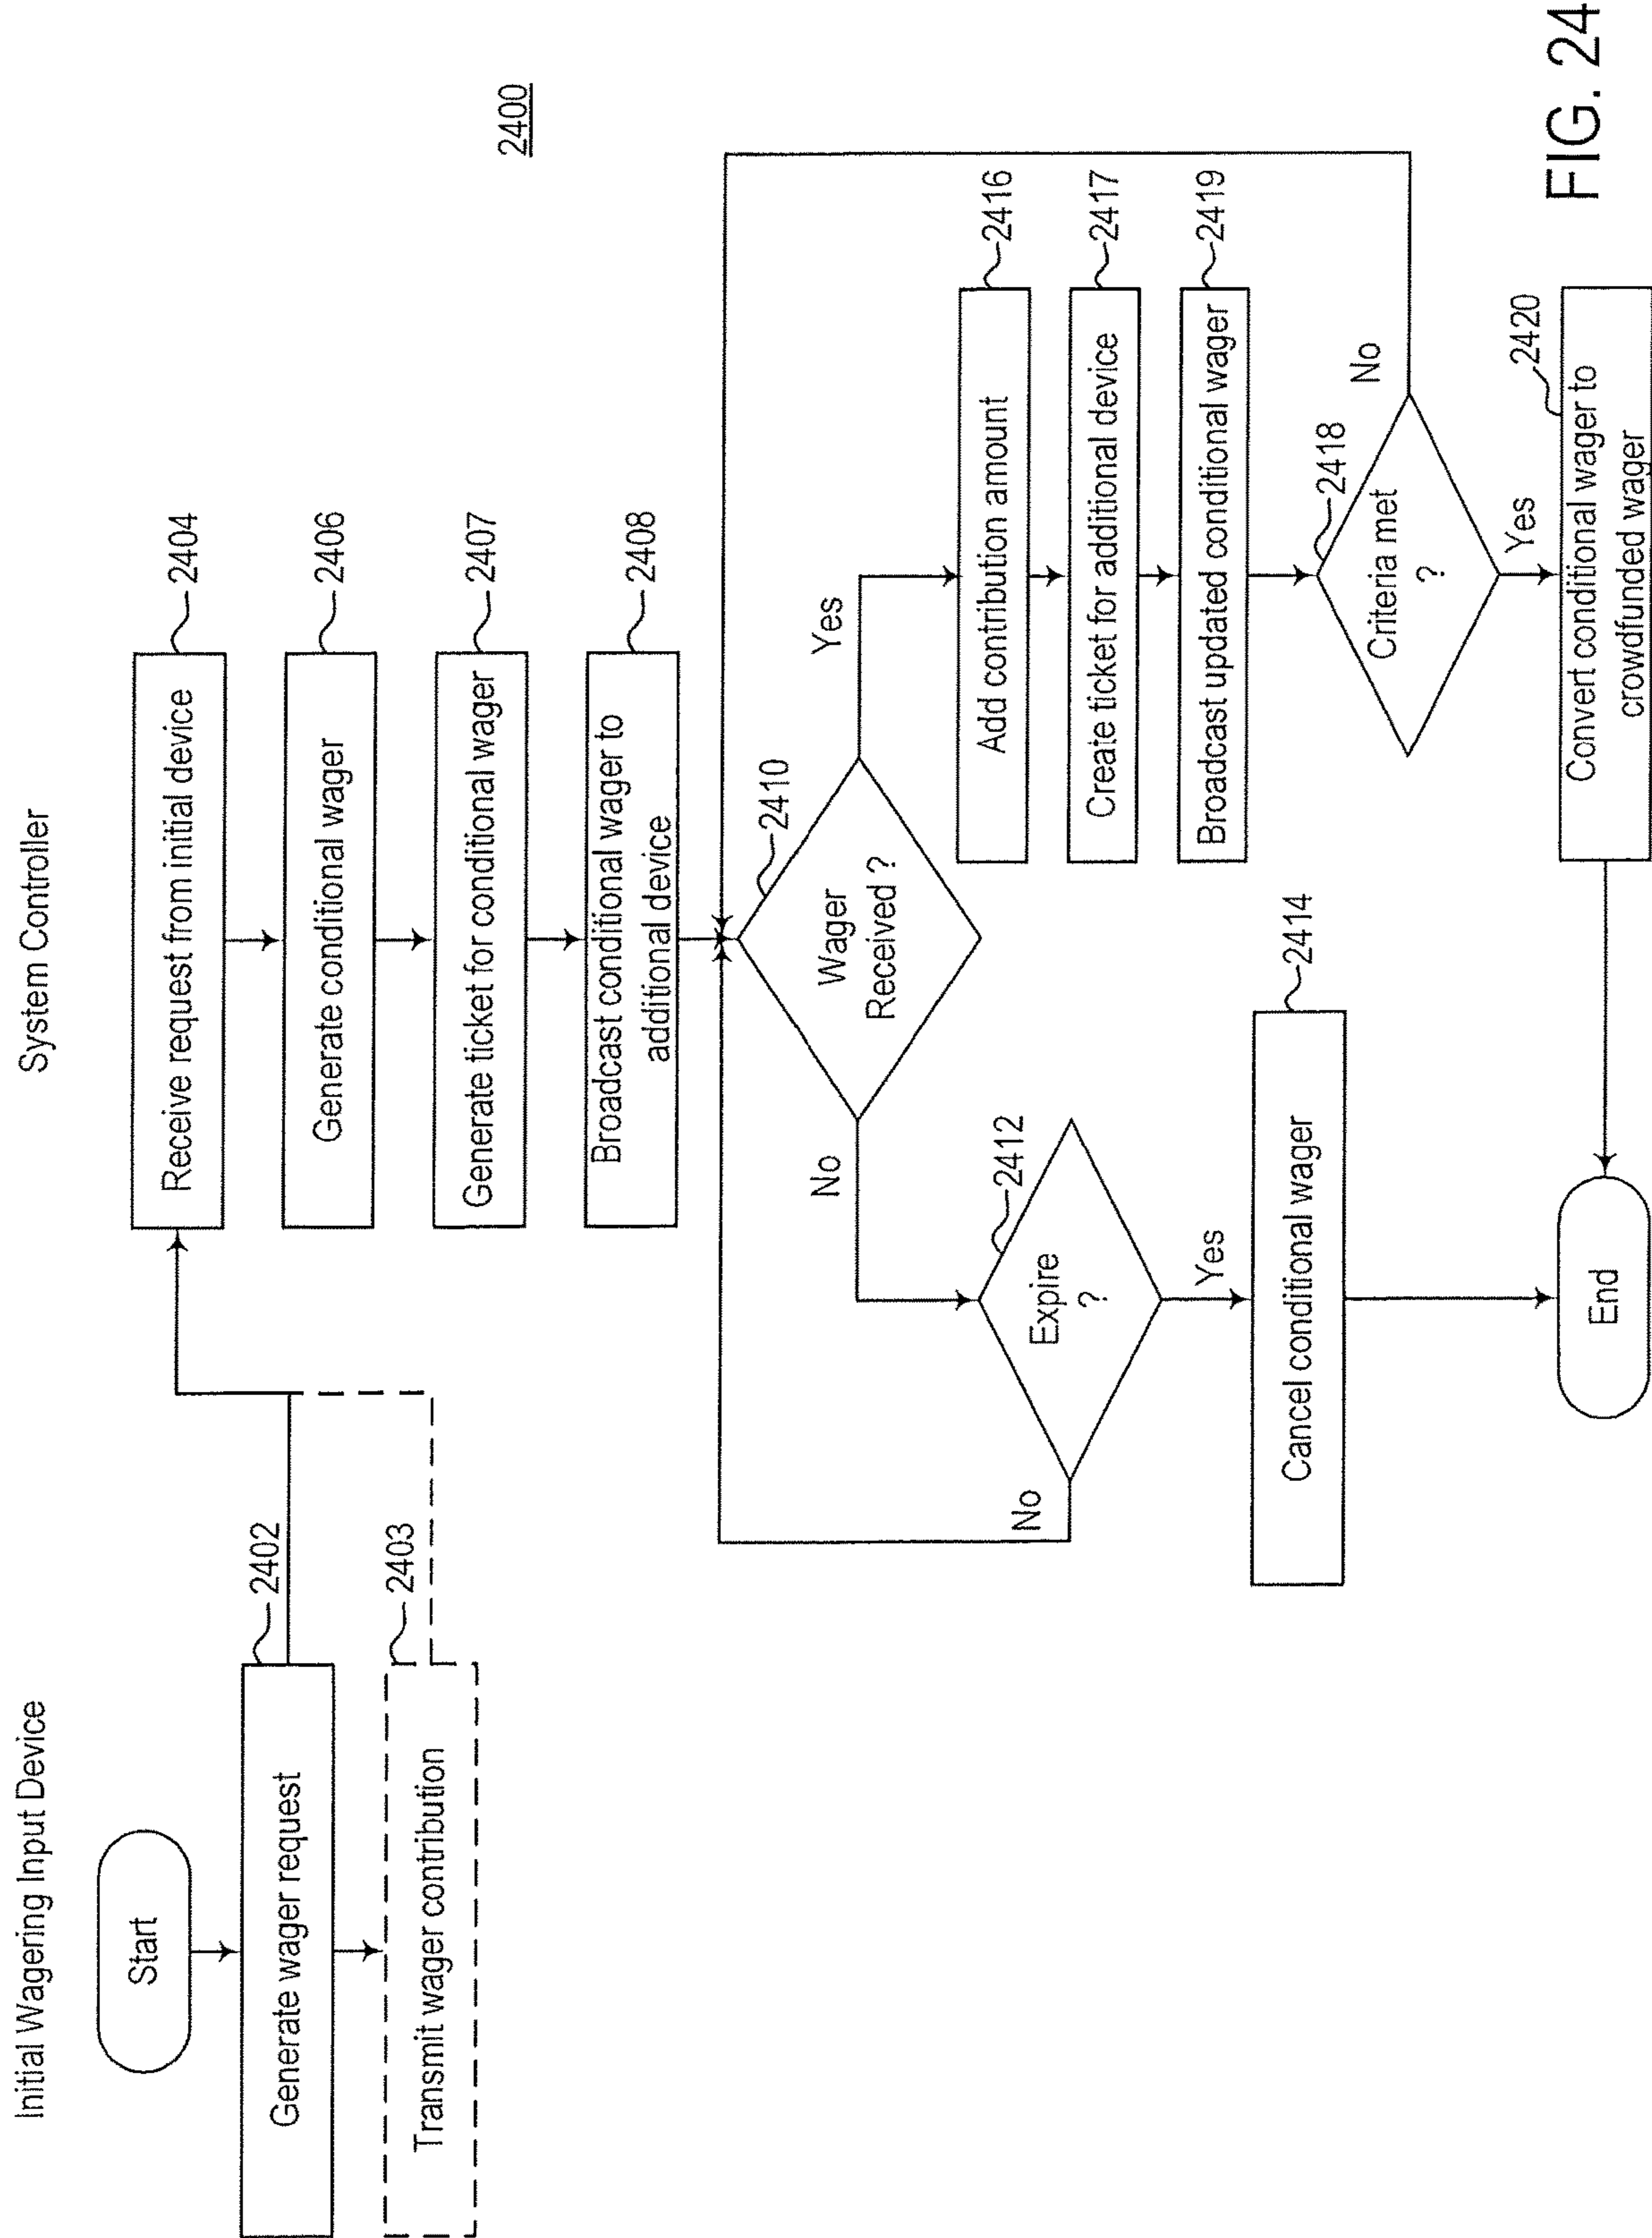 Initial Wagering Input Device
System Controller
2400
Start
Generate wager request
2402
Transmit wager contribution
2403
Receive request from initial device
2404
Generate conditional wager
2406
Generate ticket for conditional wager
2407
Broadcast conditional wager to
additional device
2408
Wager
Received ?
2410
No
Yes
Expire
?
2412
No
Yes
Cancel conditional wager
2414
Add contribution amount
2416
Create ticket for additional device
2417
Broadcast updated conditional wager
2419
Criteria met
?
2418
No
Yes
Convert conditional wager to
crowdfunded wager
2420
End
FIG. 24